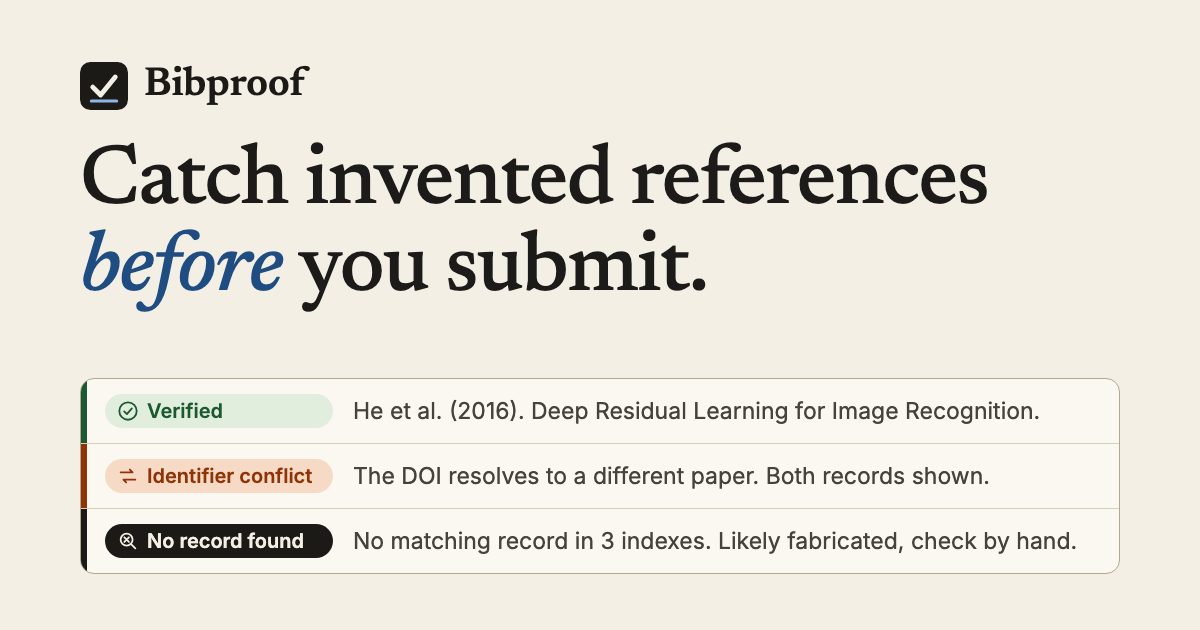 Bibproof
Catch invented references
before you submit.
Verified He et al. (2016). Deep Residual Learning for Image Recognition.
Identifier conflict The DOI resolves to a different paper. Both records shown.
No record found No matching record in 3 indexes. Likely fabricated, check by hand.